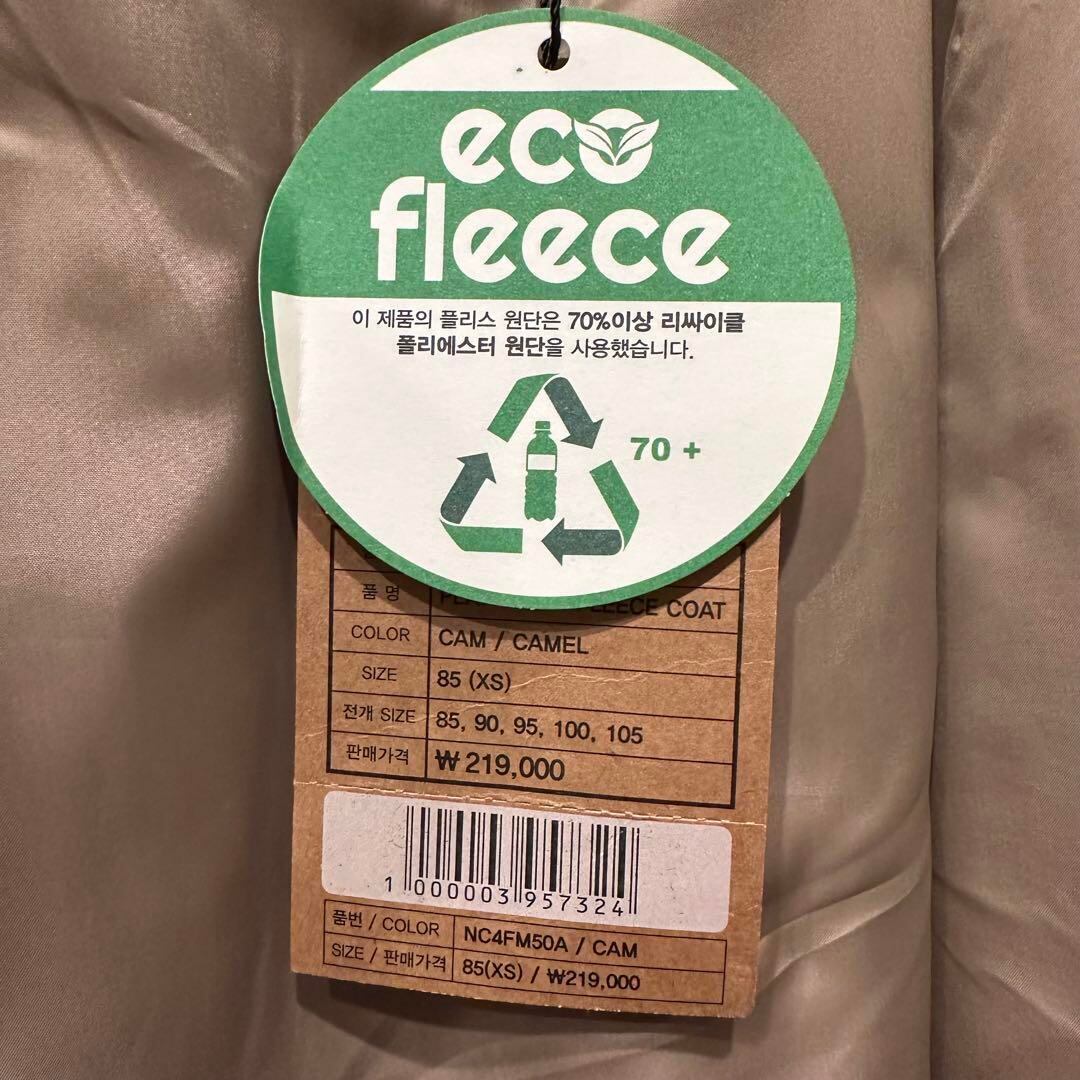 eco
fleece
이 제품의 플리스 원단은 70%이상 리싸이클
폴리에스터 원단을 사용했습니다.
70 +
품 명 COAT
COLOR CAM / CAMEL
SIZE 85 (XS)
전개 SIZE 85, 90, 95, 100, 105
판매가격 ₩ 219,000
1 000003 957324
품번 / COLOR NC4FM50A / CAM
SIZE / 판매가격 85(XS) / ₩219,000